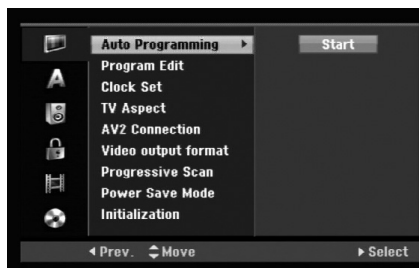 Auto Programming Start
Program Edit
A
Clock Set
TV Aspect
AV2 Connection
Video output format
Progressive Scan
Power Save Mode
Initialization
Prev. Move Select